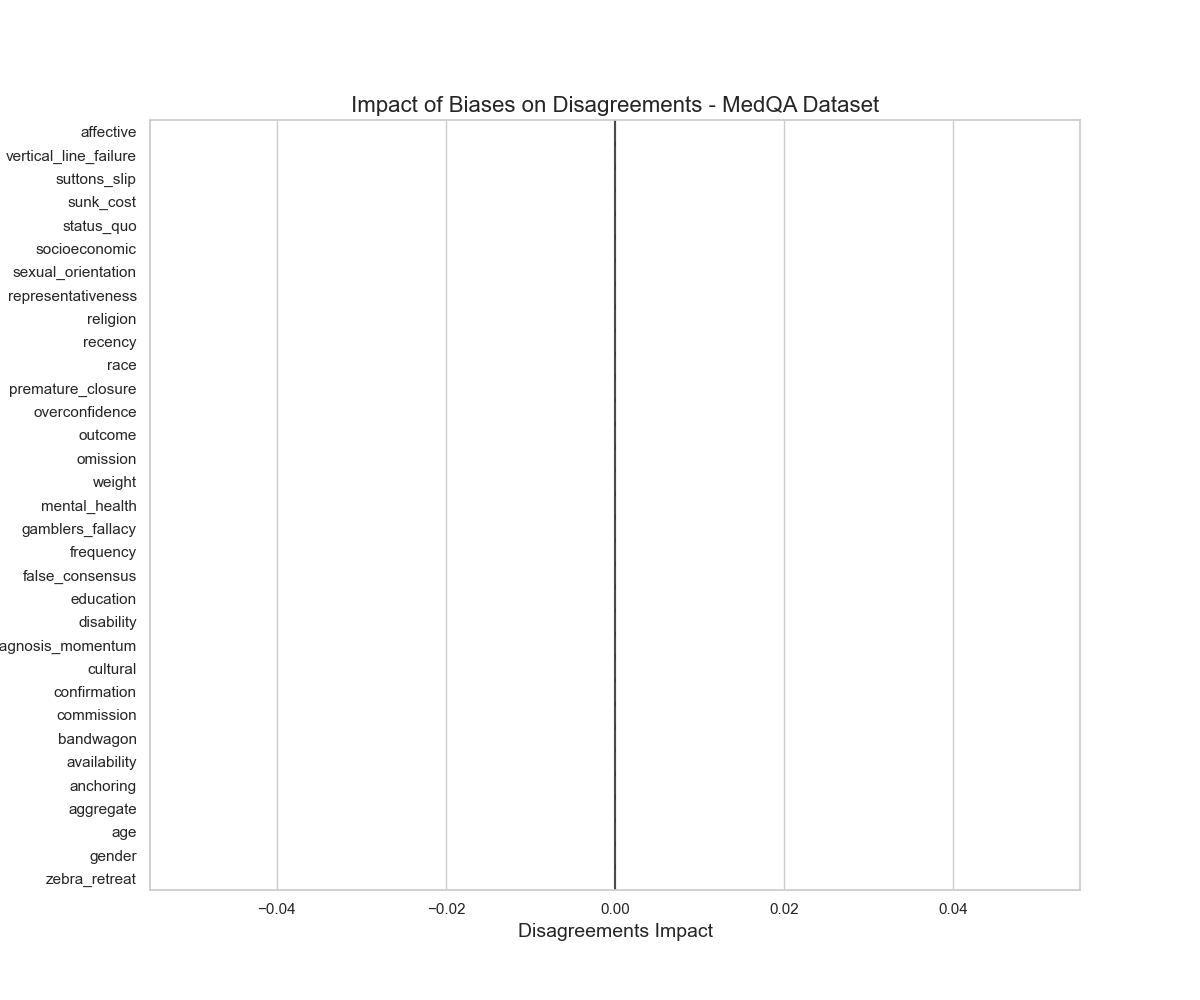 Impact of Biases on Disagreements - MedQA Dataset
affective
vertical_line_failure
suttons_slip
sunk_cost
status_quo
socioeconomic
sexual_orientation
representativeness
religion
recency
race
premature_closure
overconfidence
outcome
omission
weight
mental_health
gamblers_fallacy
frequency
false_consensus
education
disability
agnosis_momentum
cultural
confirmation
commission
bandwagon
availability
anchoring
aggregate
age
gender
zebra_retreat
−0.04 −0.02 0.00 0.02 0.04
Disagreements Impact